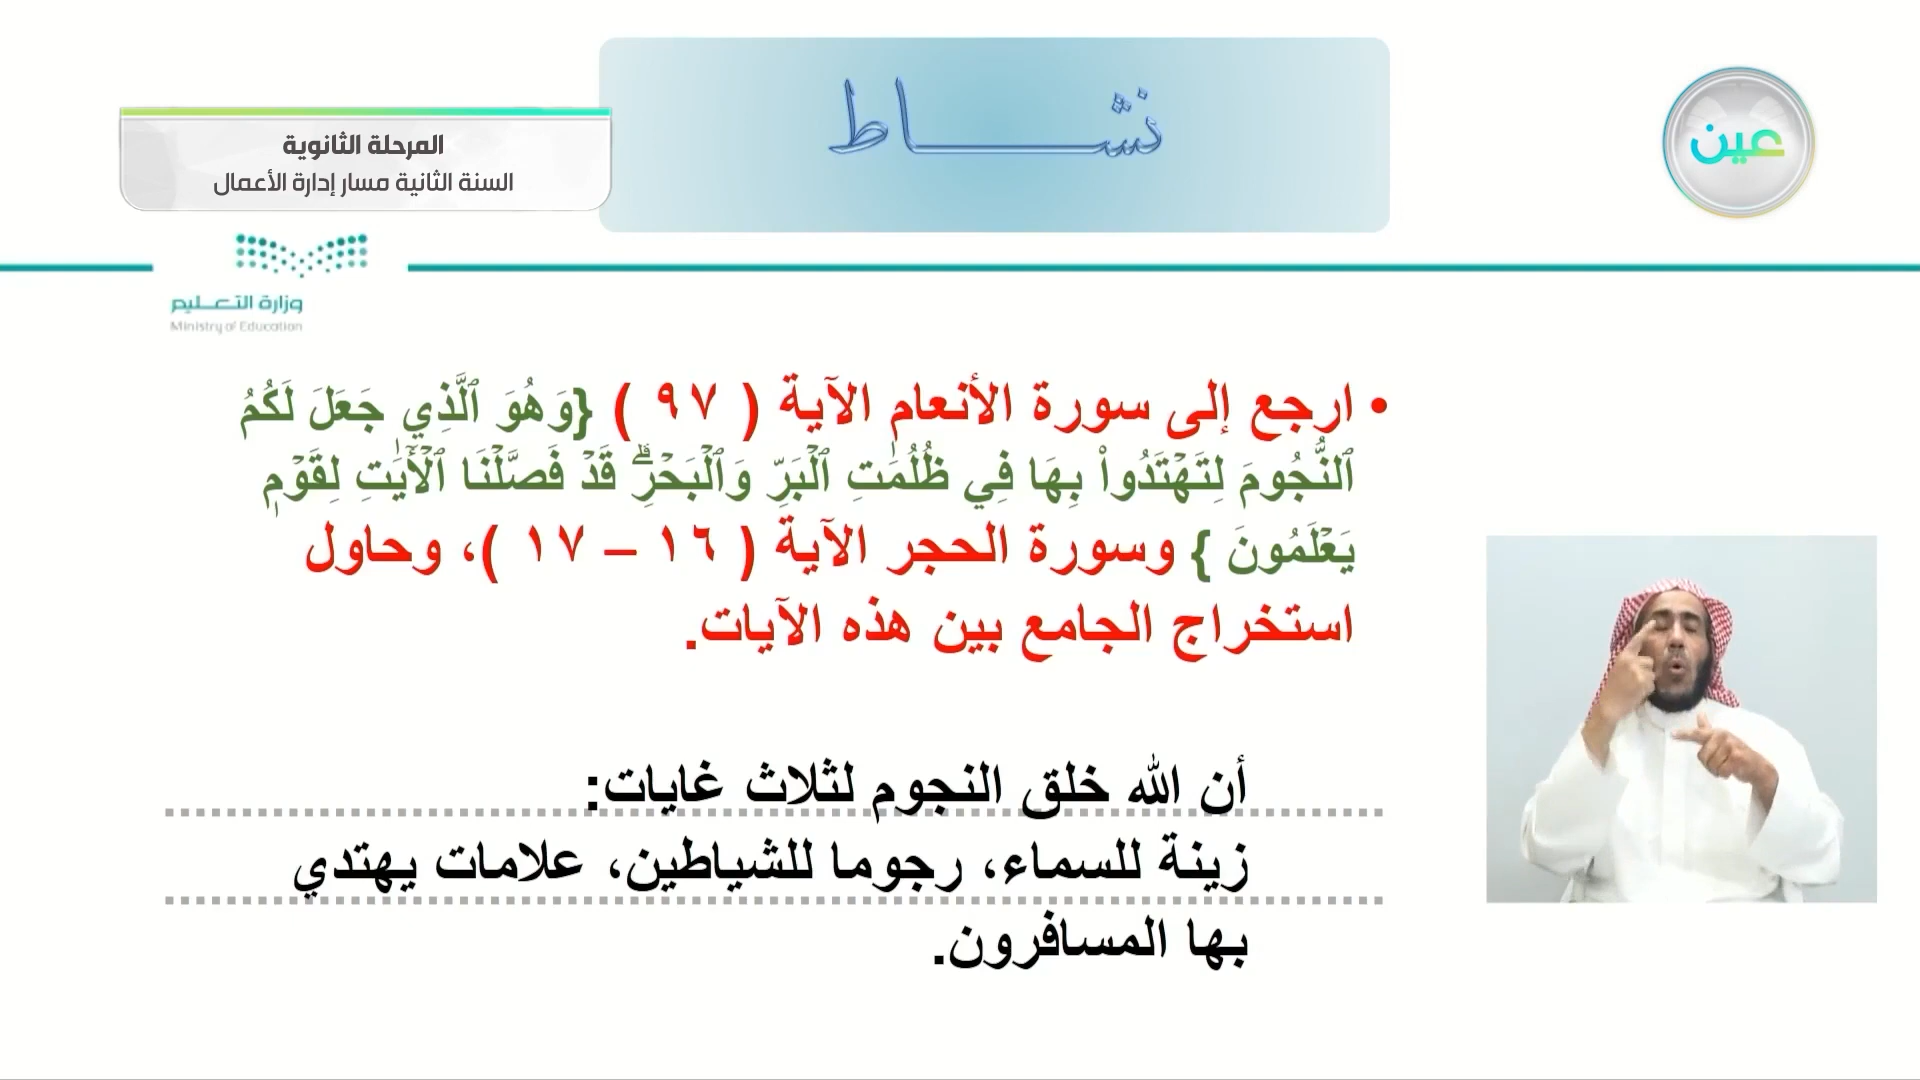 نشاط
المرحلة الثانوية
السنة الثانية مسار إدارة الأعمال
عين
وزارة التعليم
Ministry of Education
• ارجع إلى سورة الأنعام الآية ( ٩٧ ) {وَهُوَ ٱلَّذِي جَعَلَ لَكُمُ
ٱلنُّجُومَ لِتَهۡتَدُواْ بِهَا فِي ظُلُمَٰتِ ٱلۡبَرِّ وَٱلۡبَحۡرِۗ قَدۡ فَصَّلۡنَا ٱلۡأٓيَٰتِ لِقَوۡمٖ
يَعۡلَمُونَ } وسورة الحجر الآية ( ١٦ – ١٧ )، وحاول
استخراج الجامع بين هذه الآيات.
أن الله خلق النجوم لثلاث غايات:
زينة للسماء، رجوما للشياطين، علامات يهتدي
بها المسافرون.